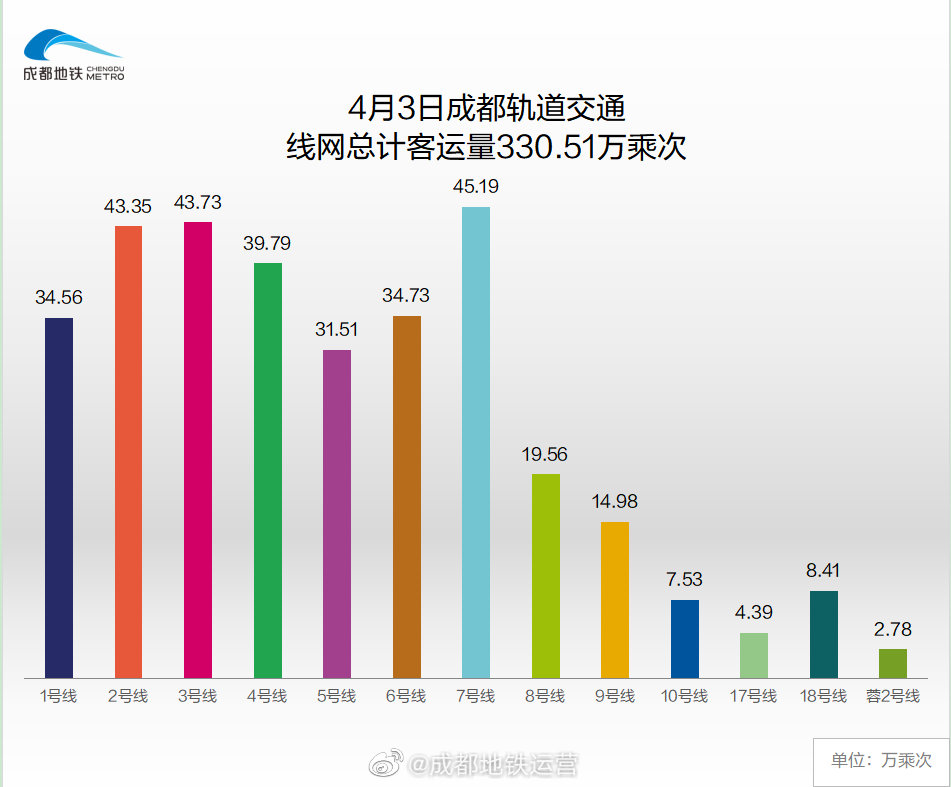 成都地铁 CHENGDU METRO
4月3日成都轨道交通
线网总计客运量330.51万乘次
34.56
43.35
43.73
39.79
31.51
34.73
45.19
19.56
14.98
7.53
4.39
8.41
2.78
1号线
2号线
3号线
4号线
5号线
6号线
7号线
8号线
9号线
10号线
17号线
18号线
蓉2号线
单位：万乘次
@成都地铁运营